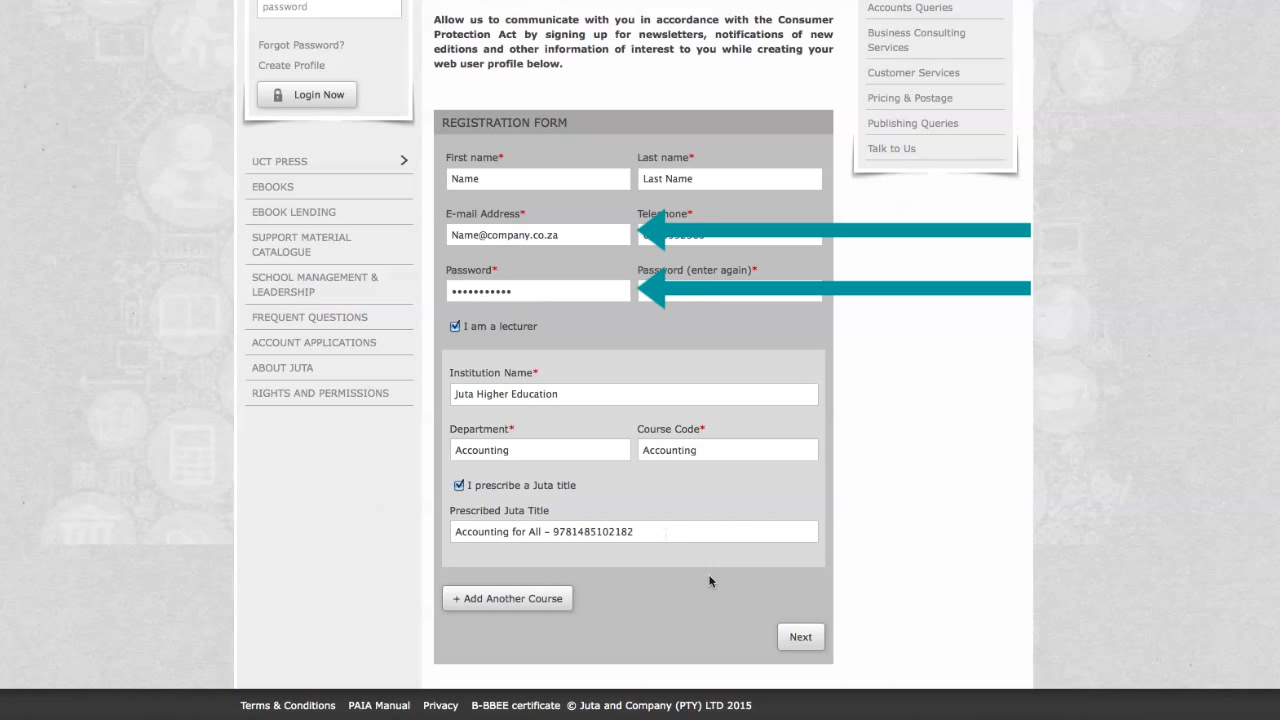 password
Forgot Password?
Create Profile
Login Now
UCT PRESS
EBOOKS
EBOOK LENDING
SUPPORT MATERIAL
CATALOGUE
SCHOOL MANAGEMENT &
LEADERSHIP
FREQUENT QUESTIONS
ACCOUNT APPLICATIONS
ABOUT JUTA
RIGHTS AND PERMISSIONS
Allow us to communicate with you in accordance with the Consumer
Protection Act by signing up for newsletters, notifications of new
editions and other information of interest to you while creating your
web user profile below.
REGISTRATION FORM
First name* Last name*
Name Last Name
E-mail Address* Telephone*
Name@company.co.za
Password* Password (enter again)*
•••••••••••
I am a lecturer
Institution Name*
Juta Higher Education
Department* Course Code*
Accounting Accounting
I prescribe a Juta title
Prescribed Juta Title
Accounting for All – 9781485102182
+ Add Another Course
Next
Accounts Queries
Business Consulting
Services
Customer Services
Pricing & Postage
Publishing Queries
Talk to Us
Terms & Conditions PAIA Manual Privacy B-BBEE certificate © Juta and Company (PTY) LTD 2015